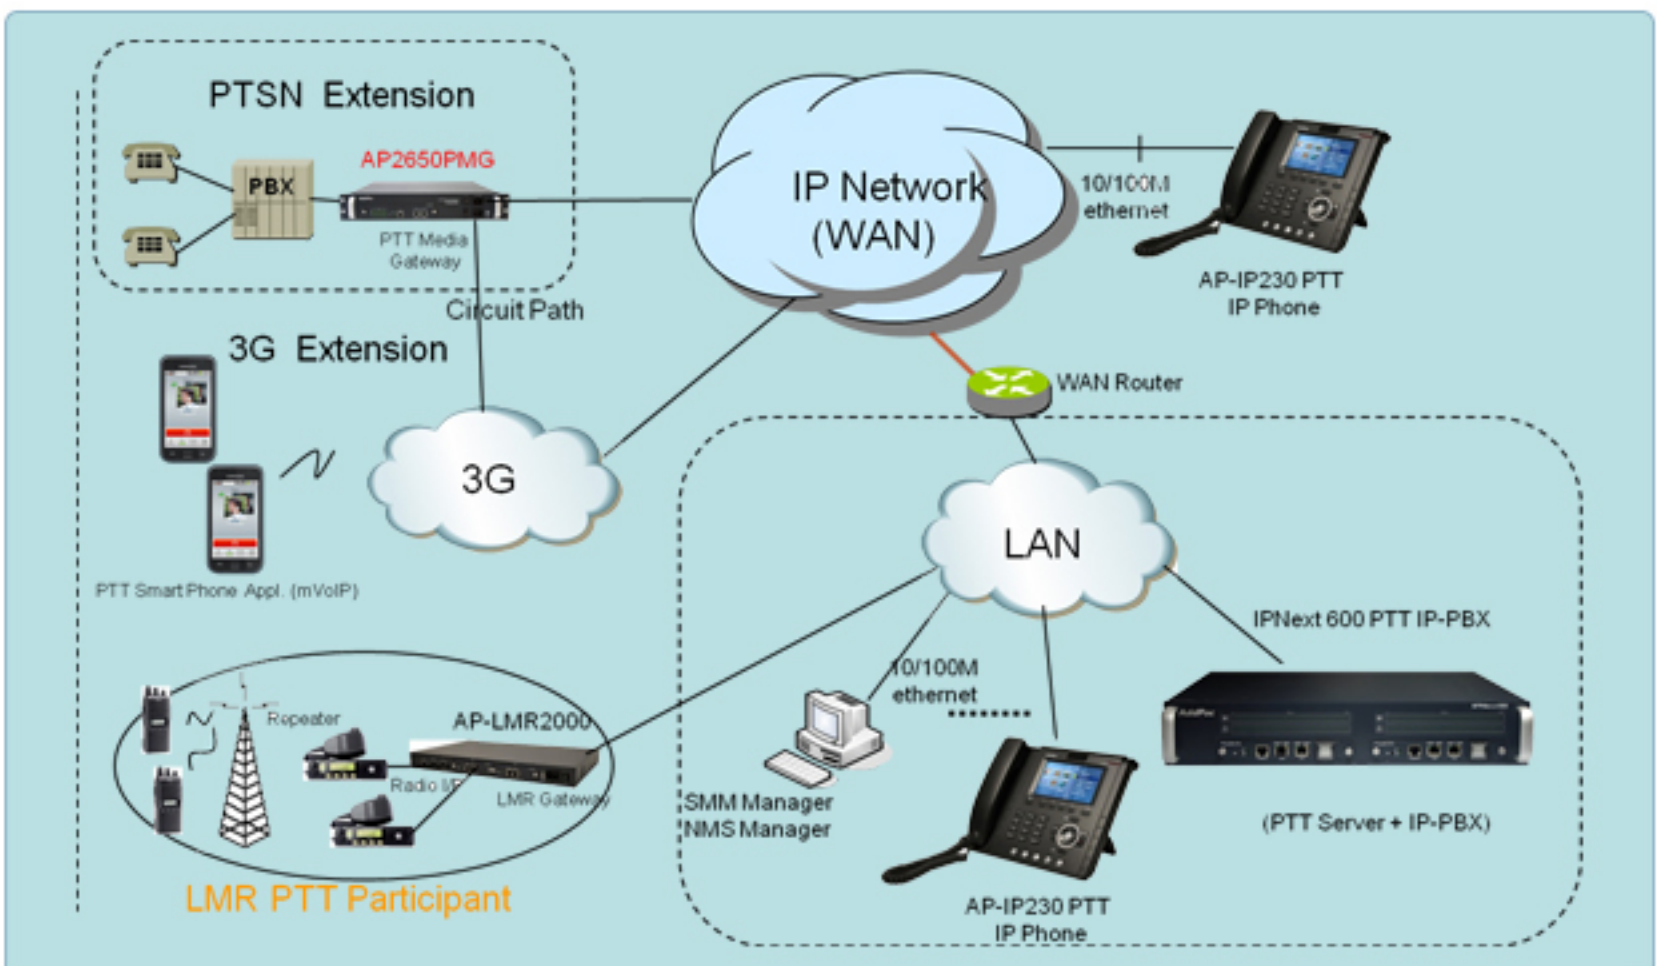 PTSN Extension
AP2650PMG
PBX
PTT Media
Gateway
Circuit Path
IP Network
(WAN)
10/100M
ethernet
AP-IP230 PTT
IP Phone
3G Extension
3G
PTT Smart Phone Appl. (mVoIP)
WAN Router
LAN
IPNext 600 PTT IP-PBX
10/100M
ethernet
(PTT Server + IP-PBX)
SMM Manager
NMS Manager
AP-IP230 PTT
IP Phone
Repeater
AP-LMR2000
Radio I/F
LMR Gateway
LMR PTT Participant